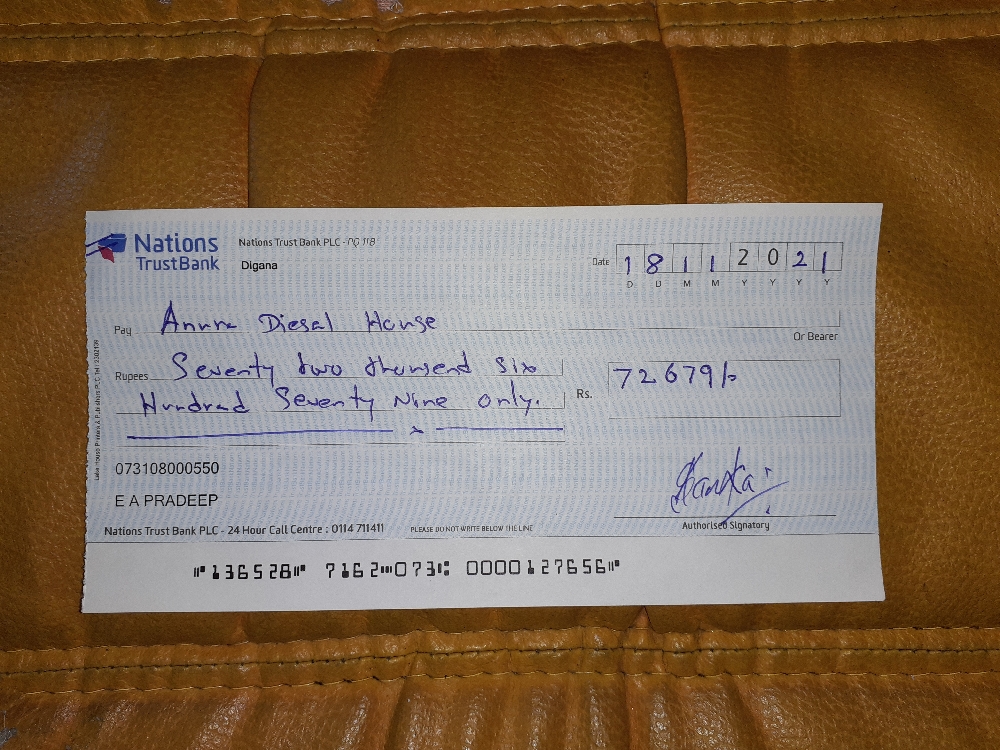 Nations
TrustBank
Nations Trust Bank PLC - PQ 118
Digana
Date 1 8 1 1 2 0 2 1
D D M M Y Y Y Y
Pay Anura Diesel House
Or Bearer
Rupees Seventy two thousend six
Hundred Seventy Nine only.
Rs. 72679/-
073108000550
E A PRADEEP
Authorised Signatory
Nations Trust Bank PLC - 24 Hour Call Centre : 0114 711411 PLEASE DO NOT WRITE BELOW THE LINE
⑈136528⑈ 7162⑉073⑆ 0000127656⑈